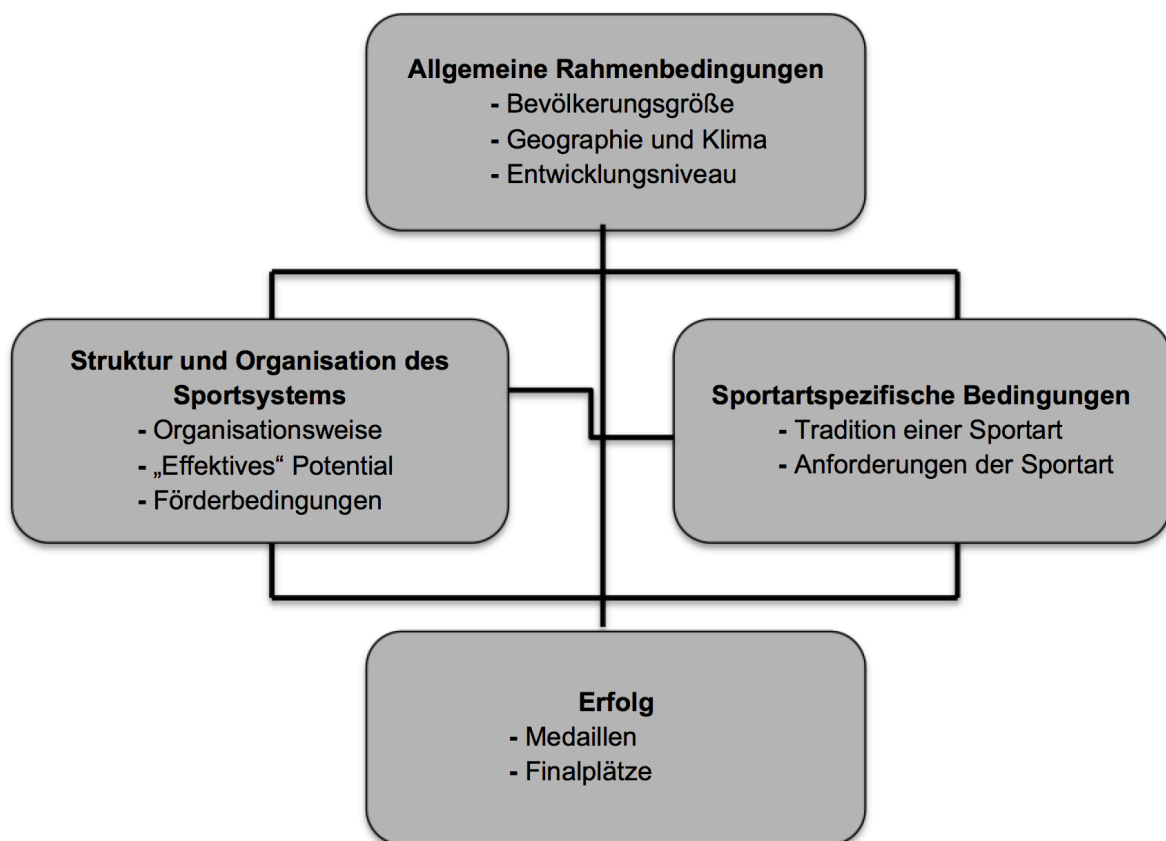 Allgemeine Rahmenbedingungen
- Bevölkerungsgröße
- Geographie und Klima
- Entwicklungsniveau
Struktur und Organisation des
Sportsystems
- Organisationsweise
- „Effektives“ Potential
- Förderbedingungen
Sportartspezifische Bedingungen
- Tradition einer Sportart
- Anforderungen der Sportart
Erfolg
- Medaillen
- Finalplätze